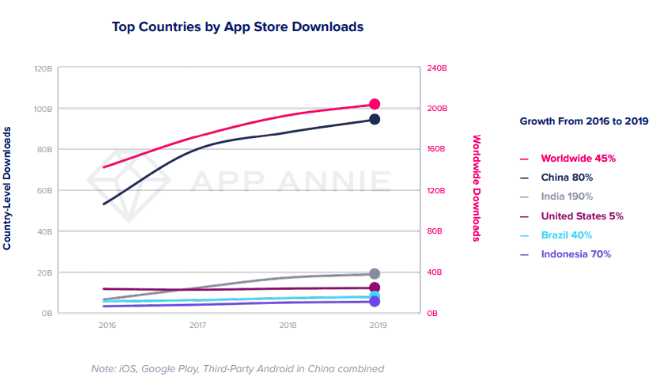 Top Countries by App Store Downloads
Country-Level Downloads
120B
100B
80B
60B
40B
20B
0B
240B
200B
160B
120B
80B
40B
0B
Worldwide Downloads
APP ANNIE
2016 2017 2018 2019
Growth From 2016 to 2019
Worldwide 45%
China 80%
India 190%
United States 5%
Brazil 40%
Indonesia 70%
Note: iOS, Google Play, Third-Party Android in China combined